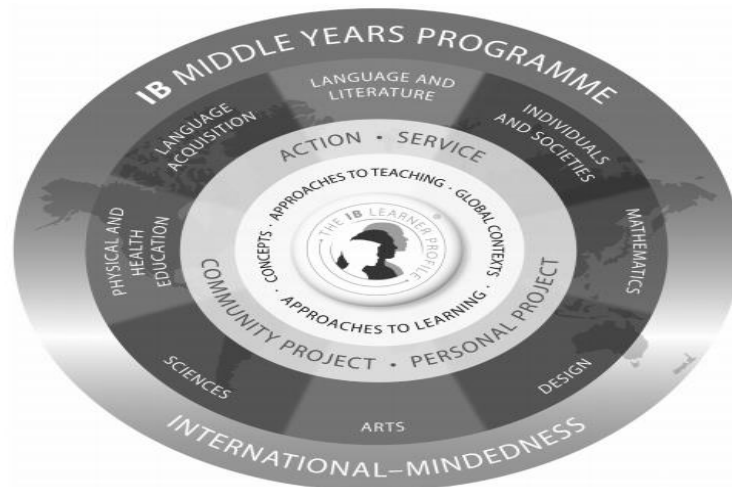 IB MIDDLE YEARS PROGRAMME
LANGUAGE AND
LITERATURE
LANGUAGE
ACQUISITION
INDIVIDUALS
AND SOCIETIES
PHYSICAL AND
HEALTH
EDUCATION
MATHEMATICS
SCIENCES
DESIGN
ARTS
ACTION • SERVICE
COMMUNITY PROJECT • PERSONAL PROJECT
APPROACHES TO TEACHING · GLOBAL CONTEXTS ·
CONCEPTS ·
APPROACHES TO LEARNING ·
• THE IB LEARNER PROFILE •
®
INTERNATIONAL–MINDEDNESS